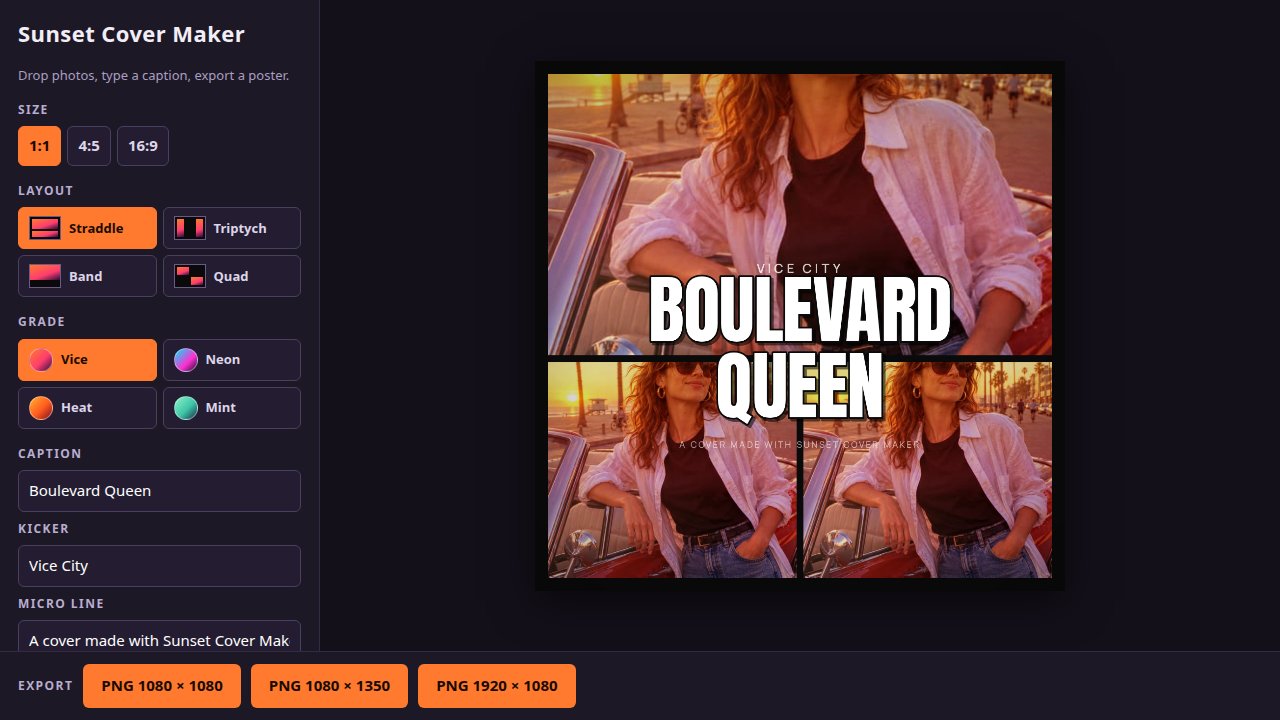 Sunset Cover Maker
Drop photos, type a caption, export a poster.
SIZE
1:1
4:5
16:9
LAYOUT
Straddle
Triptych
Band
Quad
GRADE
Vice
Neon
Heat
Mint
CAPTION
Boulevard Queen
KICKER
Vice City
MICRO LINE
A cover made with Sunset Cover Mak
VICE CITY
BOULEVARD
QUEEN
A COVER MADE WITH SUNSET COVER MAKER
EXPORT
PNG 1080 × 1080
PNG 1080 × 1350
PNG 1920 × 1080